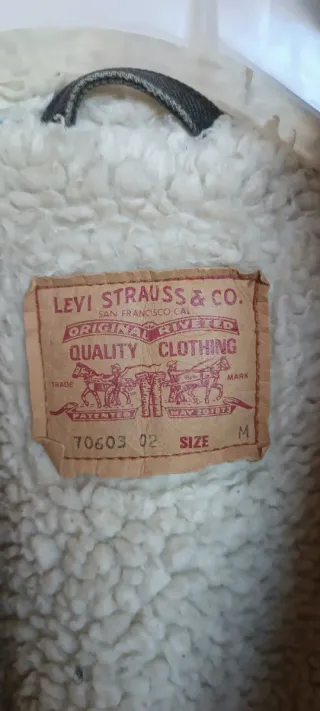 LEVI STRAUSS & CO.
SAN FRANCISCO CAL
ORIGINAL RIVETED
QUALITY CLOTHING
TRADE MARK
PATENTED MAY 20 1873
70603 02 SIZE M